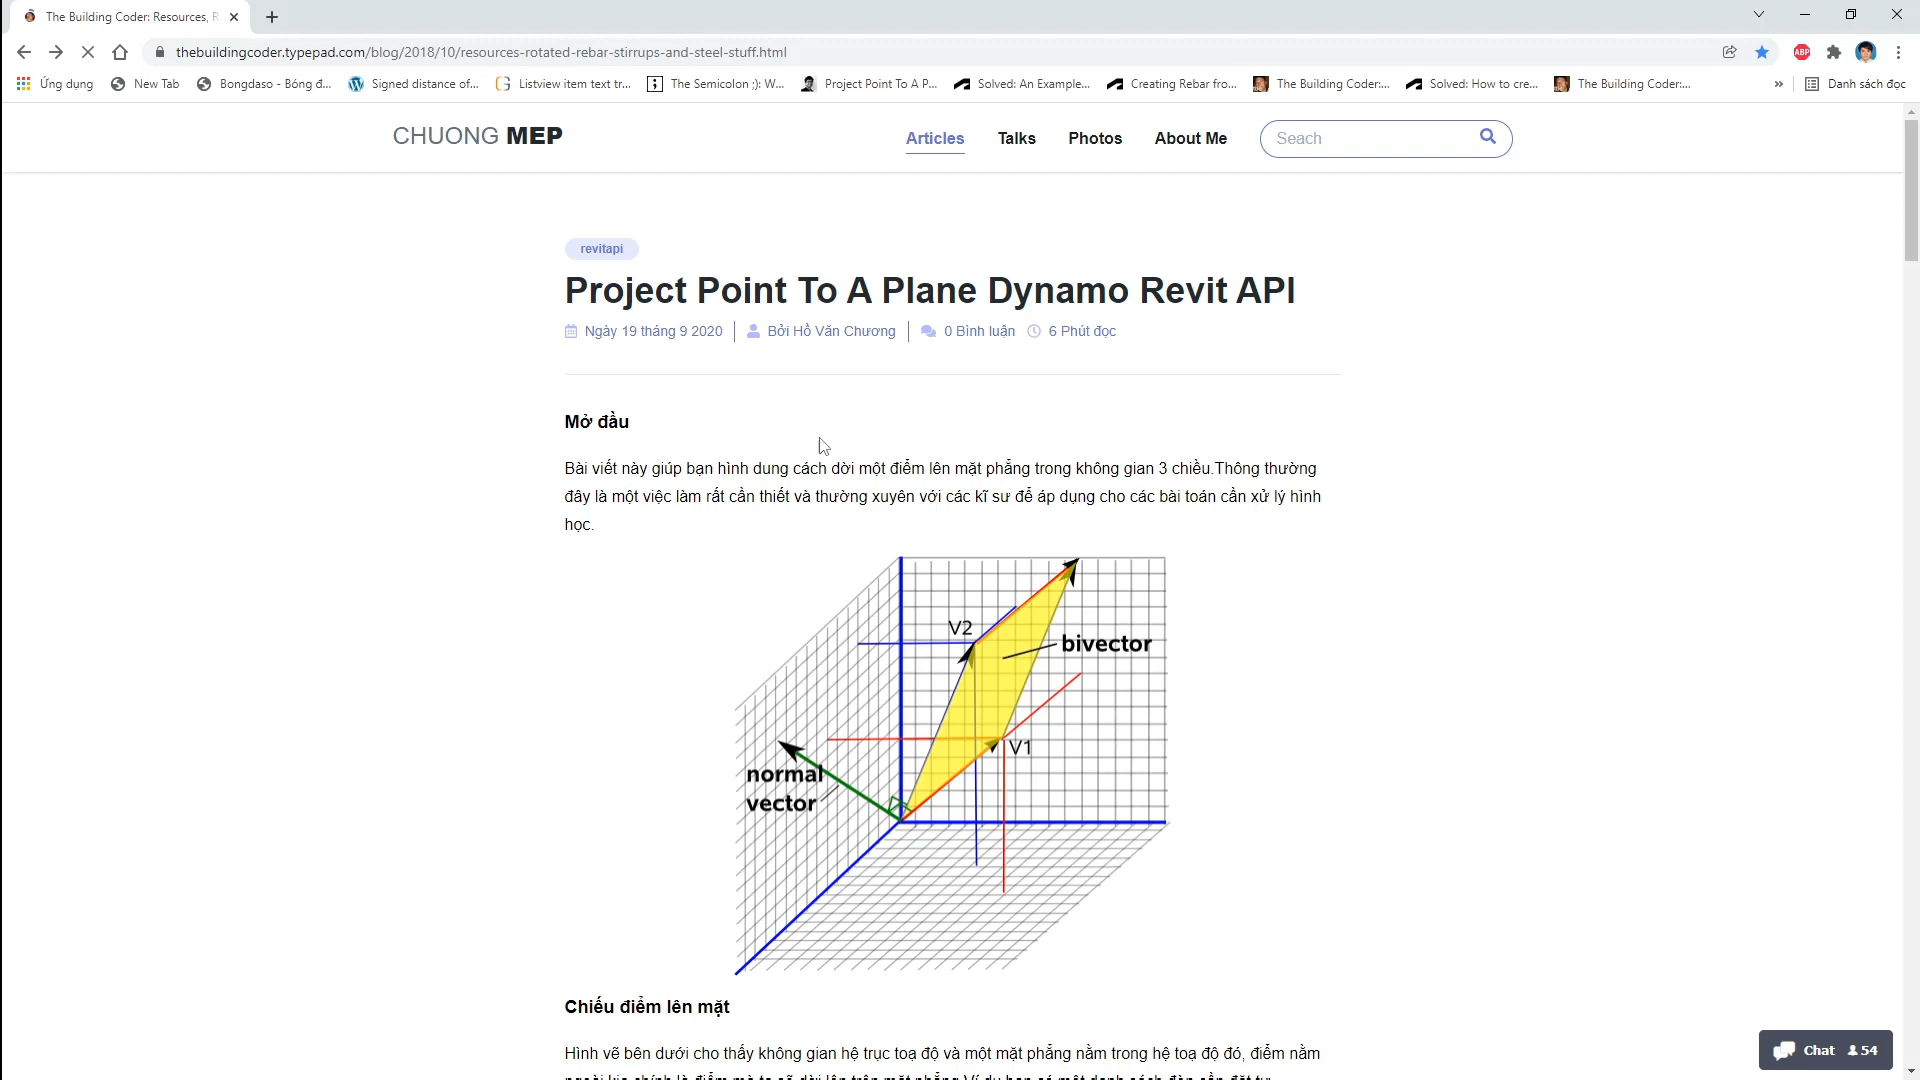 The Building Coder: Resources, R
thebuildingcoder.typepad.com/blog/2018/10/resources-rotated-rebar-stirrups-and-steel-stuff.html
ABP
Ứng dụng New Tab Bongdaso - Bóng đ... Signed distance of... Listview item text tr... The Semicolon ;): W... Project Point To A P... Solved: An Example... Creating Rebar fro... The Building Coder:... Solved: How to cre... The Building Coder:... » Danh sách đọc
CHUONG MEP Articles Talks Photos About Me Seach
revitapi
Project Point To A Plane Dynamo Revit API
Ngày 19 tháng 9 2020 Bởi Hồ Văn Chương 0 Bình luận 6 Phút đọc
Mở đầu
Bài viết này giúp bạn hình dung cách dời một điểm lên mặt phẳng trong không gian 3 chiều.Thông thường
đây là một việc làm rất cần thiết và thường xuyên với các kĩ sư để áp dụng cho các bài toán cần xử lý hình
học.
V2
bivector
V1
normal
vector
Chiếu điểm lên mặt
Hình vẽ bên dưới cho thấy không gian hệ trục toạ độ và một mặt phẳng nằm trong hệ toạ độ đó, điểm nằm
Chat 54